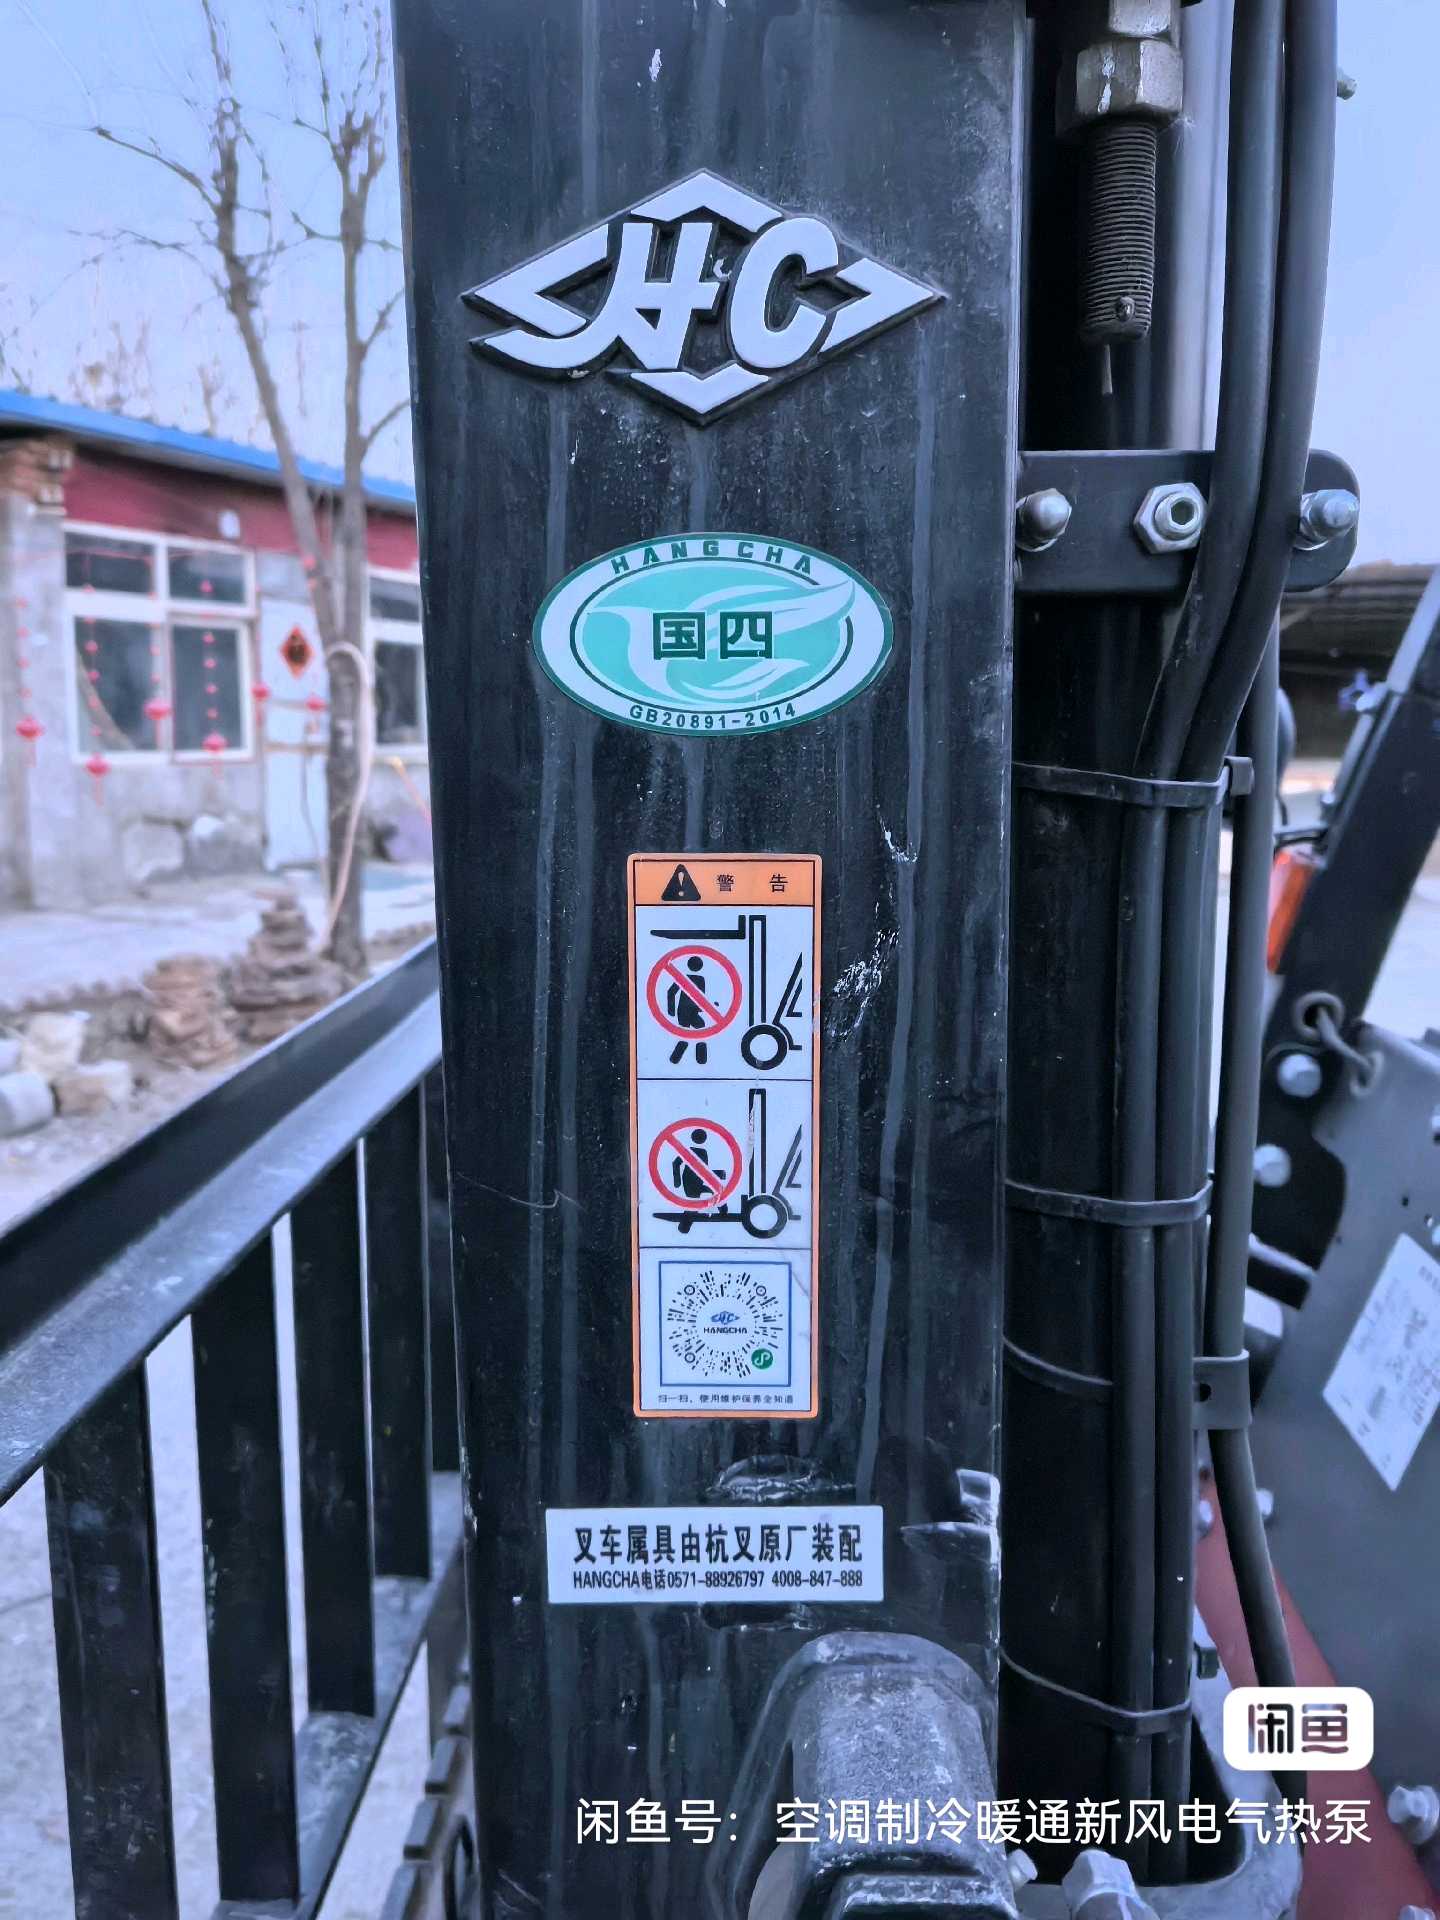 HC
HANGCHA
国四
GB20891-2014
警 告
HANGCHA
扫一扫，使用维护保养全知道
叉车属具由杭叉原厂装配
HANGCHA电话0571-88926797 4008-847-888
闲鱼
闲鱼号：空调制冷暖通新风电气热泵